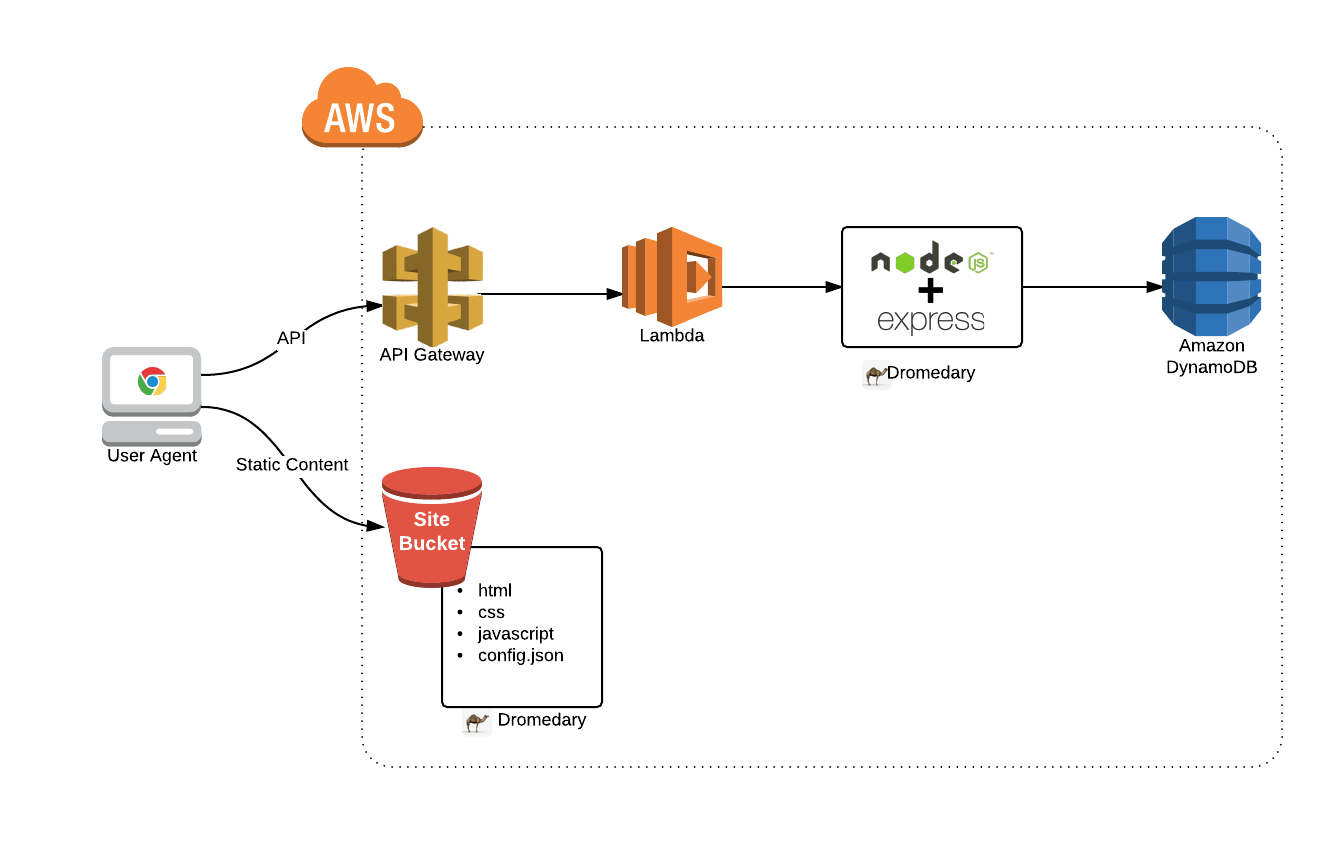 AWS
API
API Gateway
Lambda
node JS ™
+
express
Dromedary
Amazon
DynamoDB
User Agent
Static Content
Site
Bucket
• html
• css
• javascript
• config.json
Dromedary